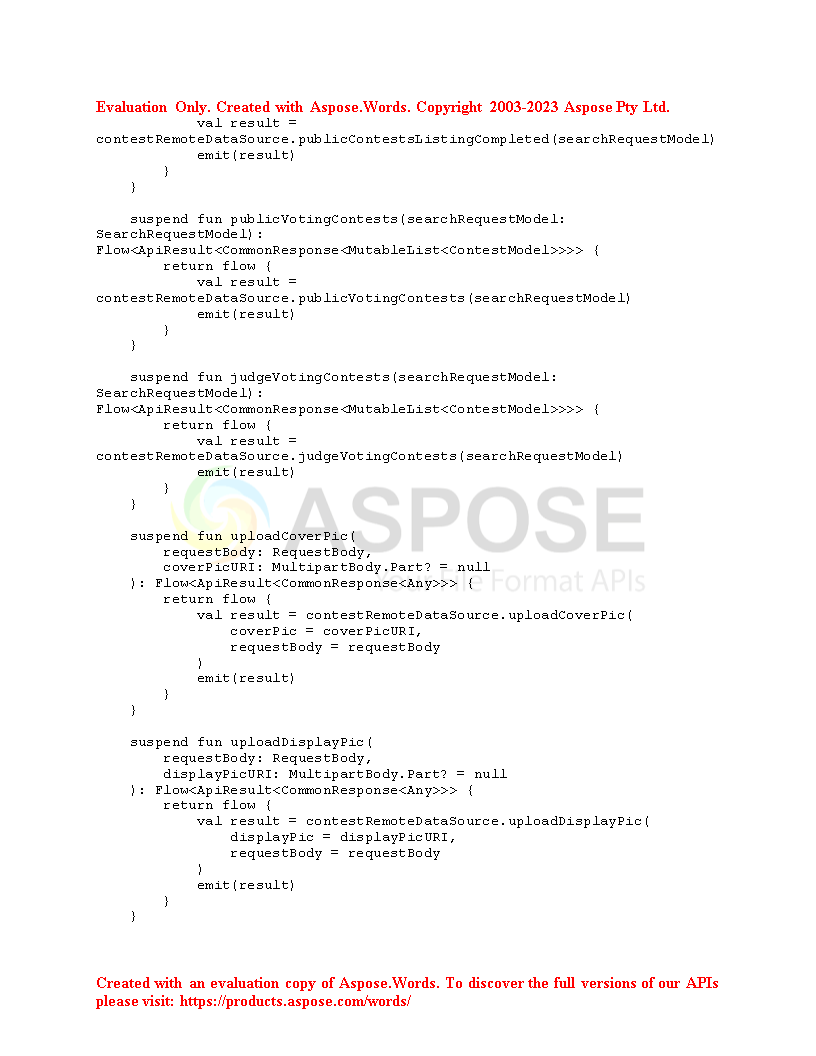 Evaluation Only. Created with Aspose.Words. Copyright 2003-2023 Aspose Pty Ltd.
            val result =
contestRemoteDataSource.publicContestsListingCompleted(searchRequestModel)
            emit(result)
        }
    }

    suspend fun publicVotingContests(searchRequestModel:
SearchRequestModel):
Flow<ApiResult<CommonResponse<MutableList<ContestModel>>>> {
        return flow {
            val result =
contestRemoteDataSource.publicVotingContests(searchRequestModel)
            emit(result)
        }
    }

    suspend fun judgeVotingContests(searchRequestModel:
SearchRequestModel):
Flow<ApiResult<CommonResponse<MutableList<ContestModel>>>> {
        return flow {
            val result =
contestRemoteDataSource.judgeVotingContests(searchRequestModel)
            emit(result)
        }
    }
ASPOSE
    suspend fun uploadCoverPic(
        requestBody: RequestBody,
        coverPicURI: MultipartBody.Part? = null
    ): Flow<ApiResult<CommonResponse<Any>>> {
File Format APIs
        return flow {
            val result = contestRemoteDataSource.uploadCoverPic(
                coverPic = coverPicURI,
                requestBody = requestBody
            )
            emit(result)
        }
    }

    suspend fun uploadDisplayPic(
        requestBody: RequestBody,
        displayPicURI: MultipartBody.Part? = null
    ): Flow<ApiResult<CommonResponse<Any>>> {
        return flow {
            val result = contestRemoteDataSource.uploadDisplayPic(
                displayPic = displayPicURI,
                requestBody = requestBody
            )
            emit(result)
        }
    }

Created with an evaluation copy of Aspose.Words. To discover the full versions of our APIs
please visit: https://products.aspose.com/words/